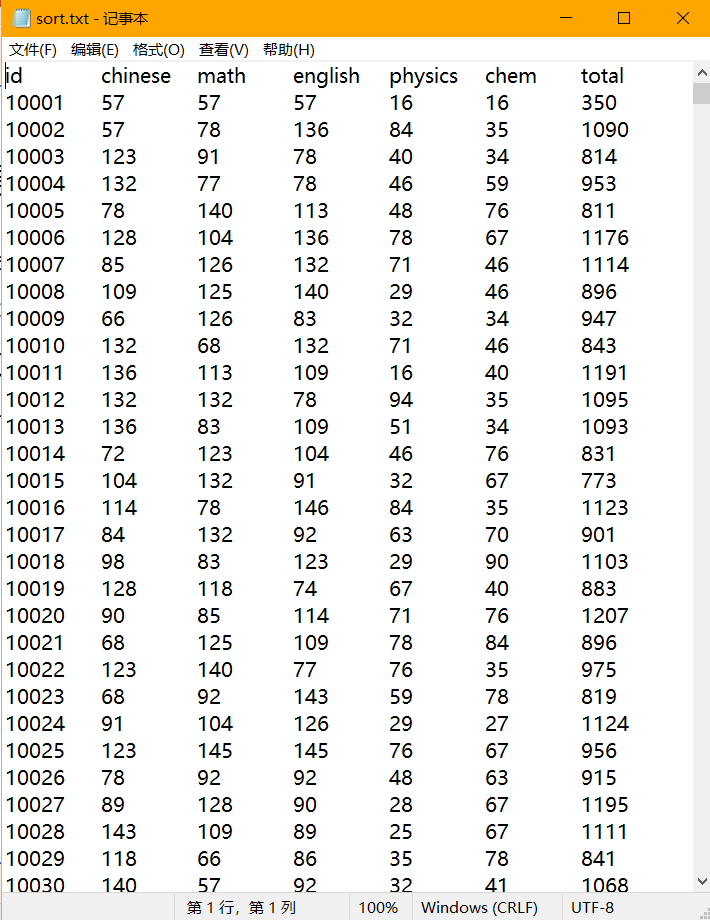 sort.txt - 记事本
文件(F) 编辑(E) 格式(O) 查看(V) 帮助(H)
id chinese math english physics chem total
10001 57 57 57 16 16 350
10002 57 78 136 84 35 1090
10003 123 91 78 40 34 814
10004 132 77 78 46 59 953
10005 78 140 113 48 76 811
10006 128 104 136 78 67 1176
10007 85 126 132 71 46 1114
10008 109 125 140 29 46 896
10009 66 126 83 32 34 947
10010 132 68 132 71 46 843
10011 136 113 109 16 40 1191
10012 132 132 78 94 35 1095
10013 136 83 109 51 34 1093
10014 72 123 104 46 76 831
10015 104 132 91 32 67 773
10016 114 78 146 84 35 1123
10017 84 132 92 63 70 901
10018 98 83 123 29 90 1103
10019 128 118 74 67 40 883
10020 90 85 114 71 76 1207
10021 68 125 109 78 84 896
10022 123 140 77 76 35 975
10023 68 92 143 59 78 819
10024 91 104 126 29 27 1124
10025 123 145 145 76 67 956
10026 78 92 92 48 63 915
10027 89 128 90 28 67 1195
10028 143 109 89 25 67 1111
10029 118 66 86 35 78 841
10030 140 57 92 32 41 1068
第 1 行，第 1 列 100% Windows (CRLF) UTF-8